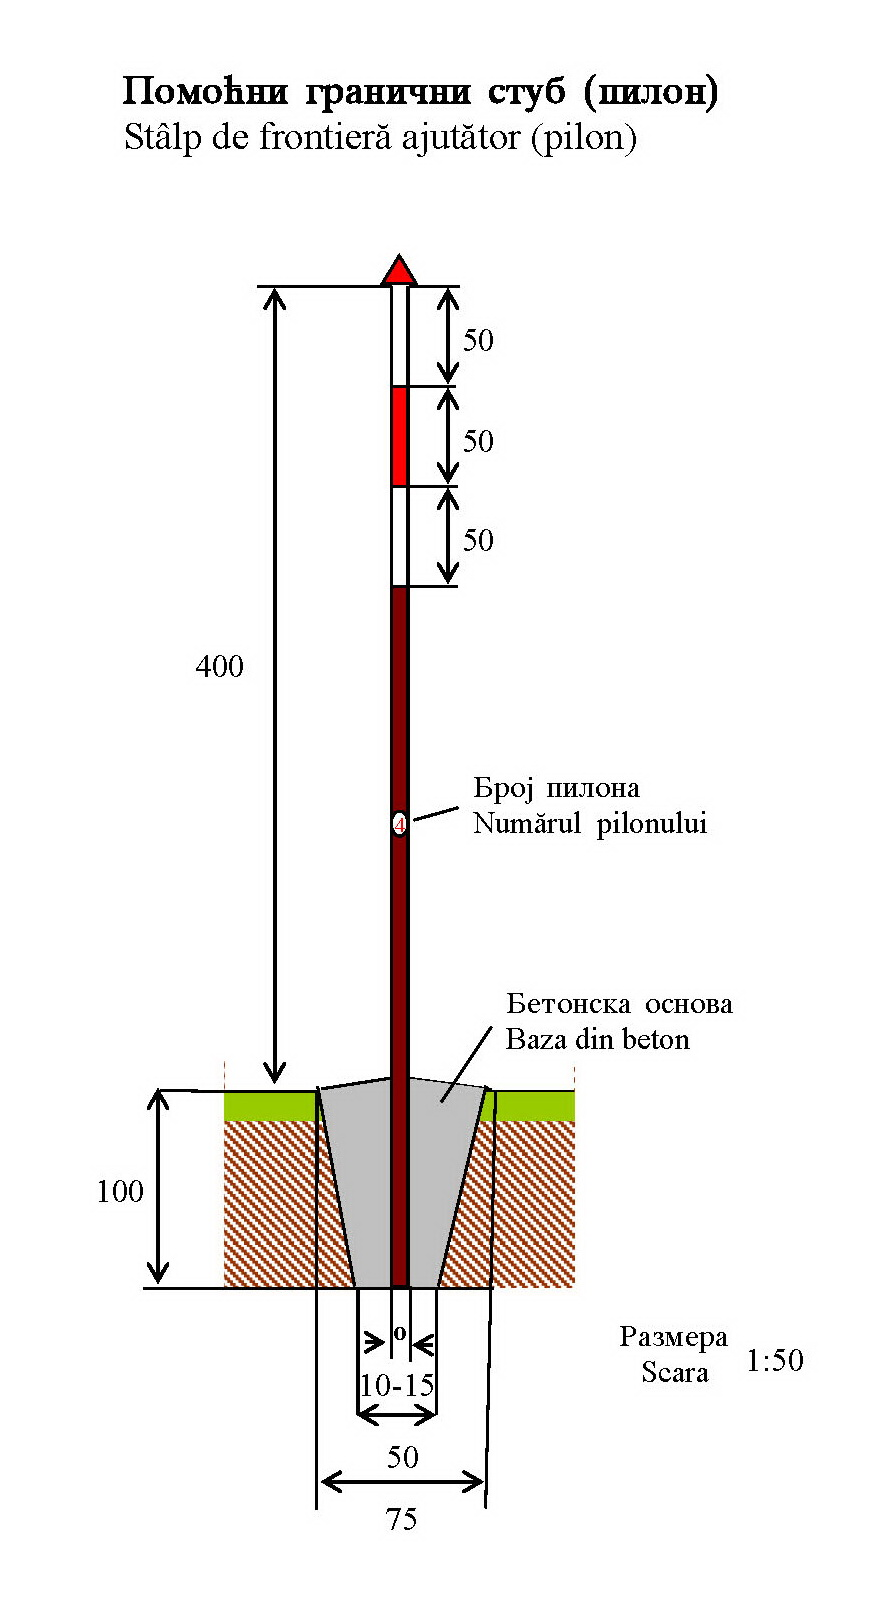 Помоћни гранични стуб (пилон)
Stâlp de frontieră ajutător (pilon)
50
50
50
400
Број пилона
Numărul pilonului
4
Бетонска основа
Baza din beton
100
o
10-15
50
75
Размера
Scara
1:50